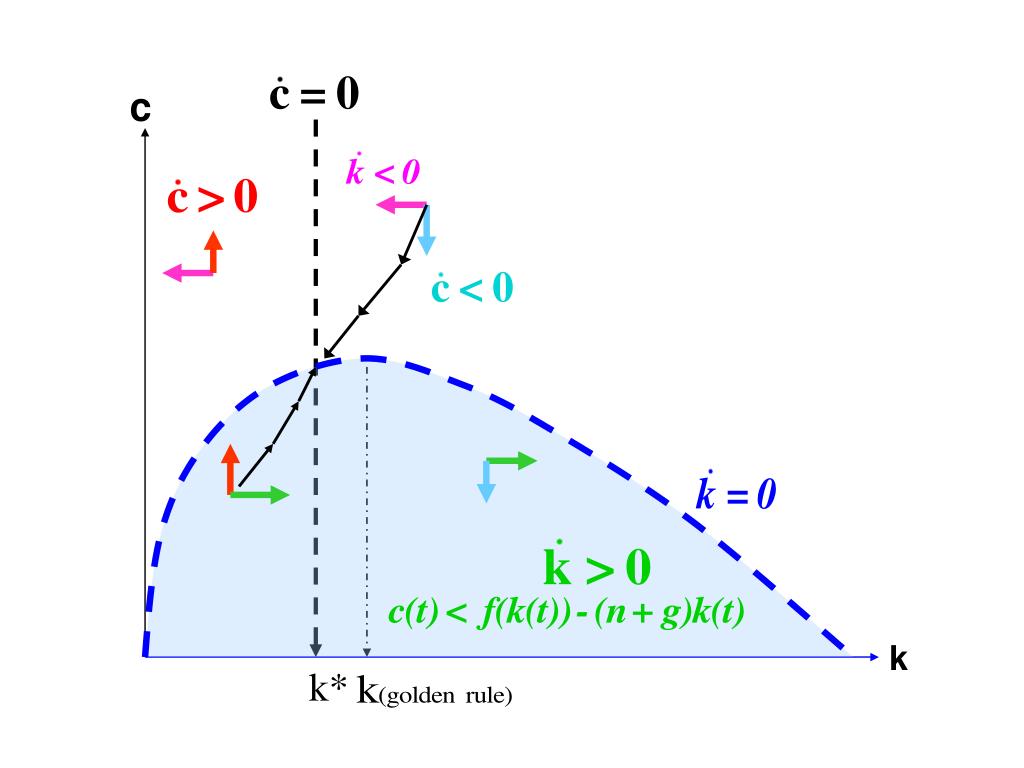 ċ = 0
c
k̇ < 0
ċ > 0
ċ < 0
k̇ = 0
k̇ > 0
c(t) < f(k(t)) - (n + g)k(t)
k
k* k(golden rule)